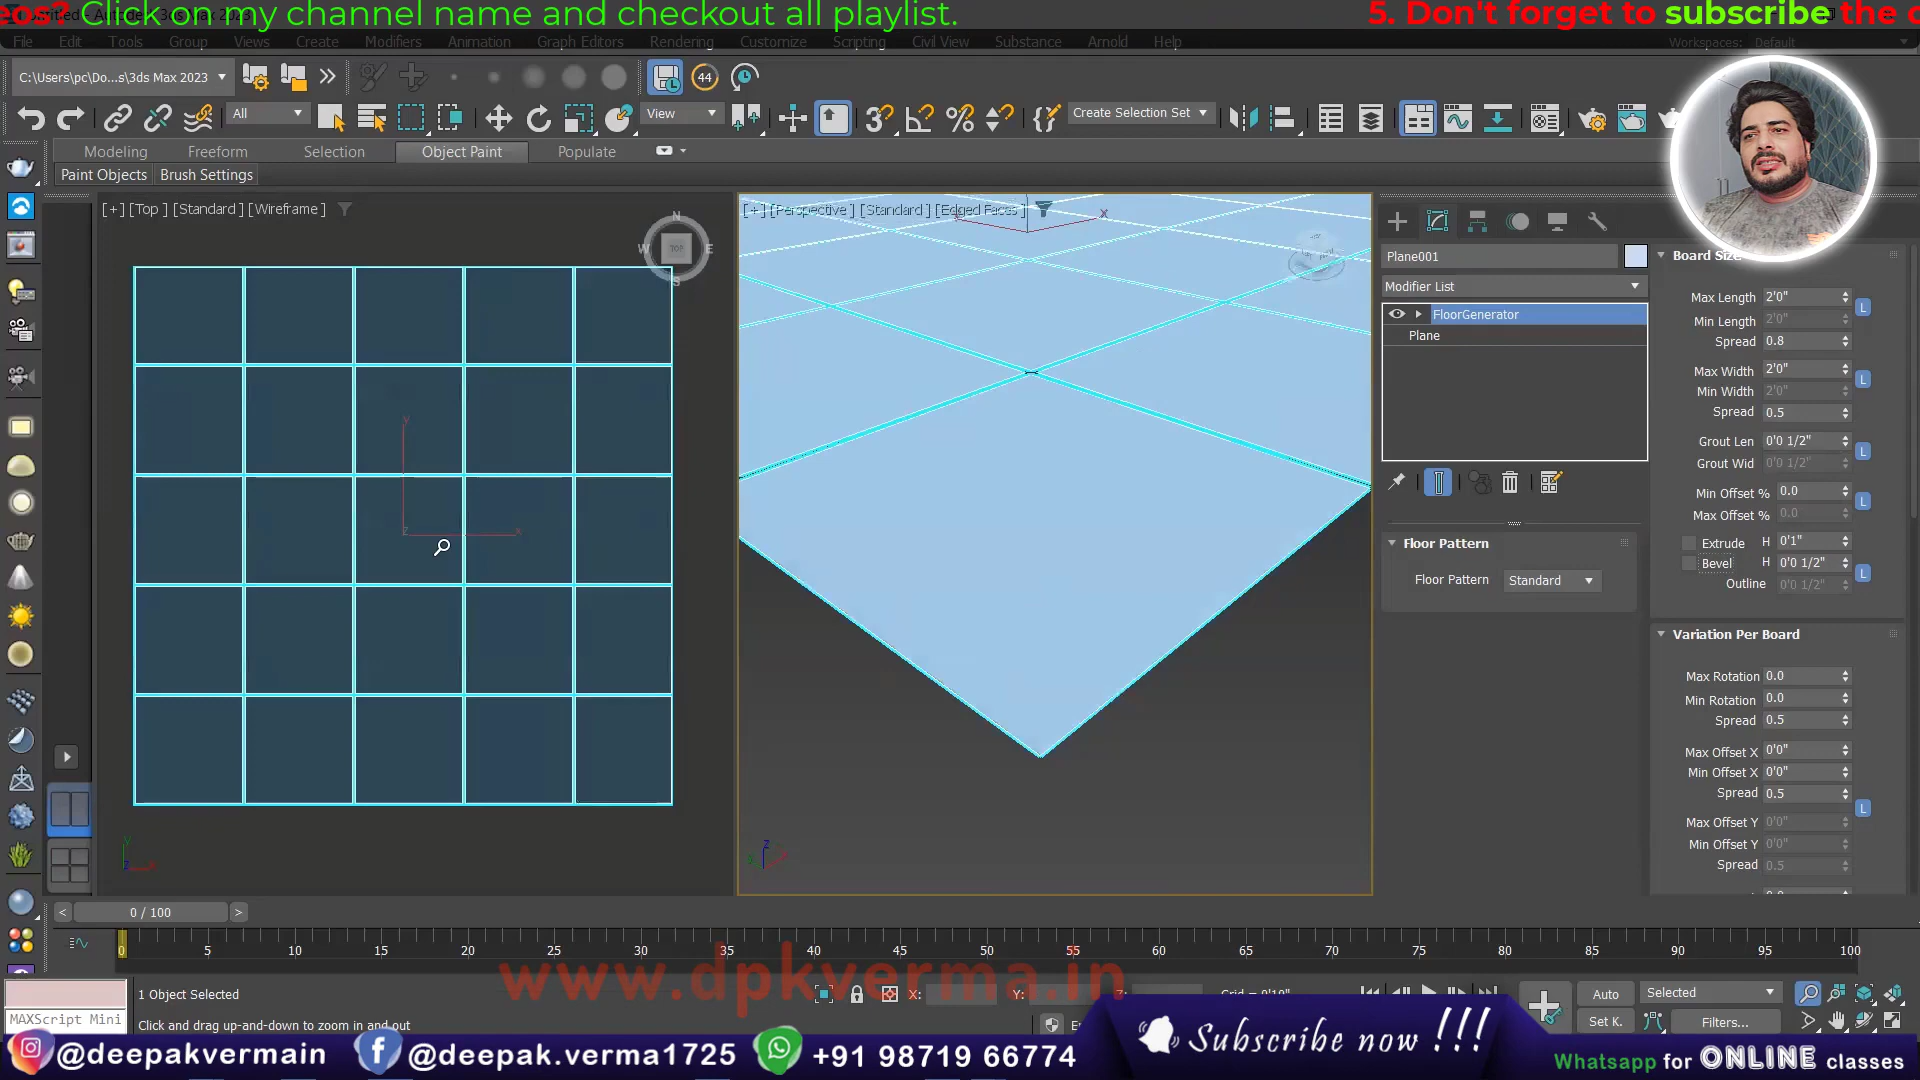 eos? Click on my channel name and checkout all playlist.
5. Don't forget to subscribe the c
File Edit Tools Group Views Create Modifiers Animation Graph Editors Rendering Customize Scripting Civil View Substance Arnold Help
Workspaces: Default
C:\Users\pc\Do...s\3ds Max 2023
44
All
View
Create Selection Set
Modeling Freeform Selection Object Paint Populate
Paint Objects Brush Settings
[+] [Top ] [Standard ] [Wireframe ]
N
W TOP E
S
[+] [Perspective ] [Standard ] [Edged Faces ]
X
Y
Z X
Plane001
Modifier List
FloorGenerator
Plane
Floor Pattern
Floor Pattern Standard
Board Size
Max Length 2'0"
Min Length 2'0"
Spread 0.8
Max Width 2'0"
Min Width 2'0"
Spread 0.5
Grout Len 0'0 1/2"
Grout Wid 0'0 1/2"
Min Offset % 0.0
Max Offset % 0.0
Extrude H 0'1"
Bevel H 0'0 1/2"
Outline 0'0 1/2"
Variation Per Board
Max Rotation 0.0
Min Rotation 0.0
Spread 0.5
Max Offset X 0'0"
Min Offset X 0'0"
Spread 0.5
Max Offset Y 0'0"
Min Offset Y 0'0"
Spread 0.5
0 / 100
0 5 10 15 20 25 30 35 40 45 50 55 60 65 70 75 80 85 90 95 100
www.dpkverma.in
1 Object Selected
X: Y: Z: Grid = 0'10"
Auto Selected
MAXScript Mini
Click and drag up-and-down to zoom in and out
Set K. Filters...
@deepakvermain @deepak.verma1725 +91 98719 66774
Subscribe now !!!
Whatsapp for ONLINE classes